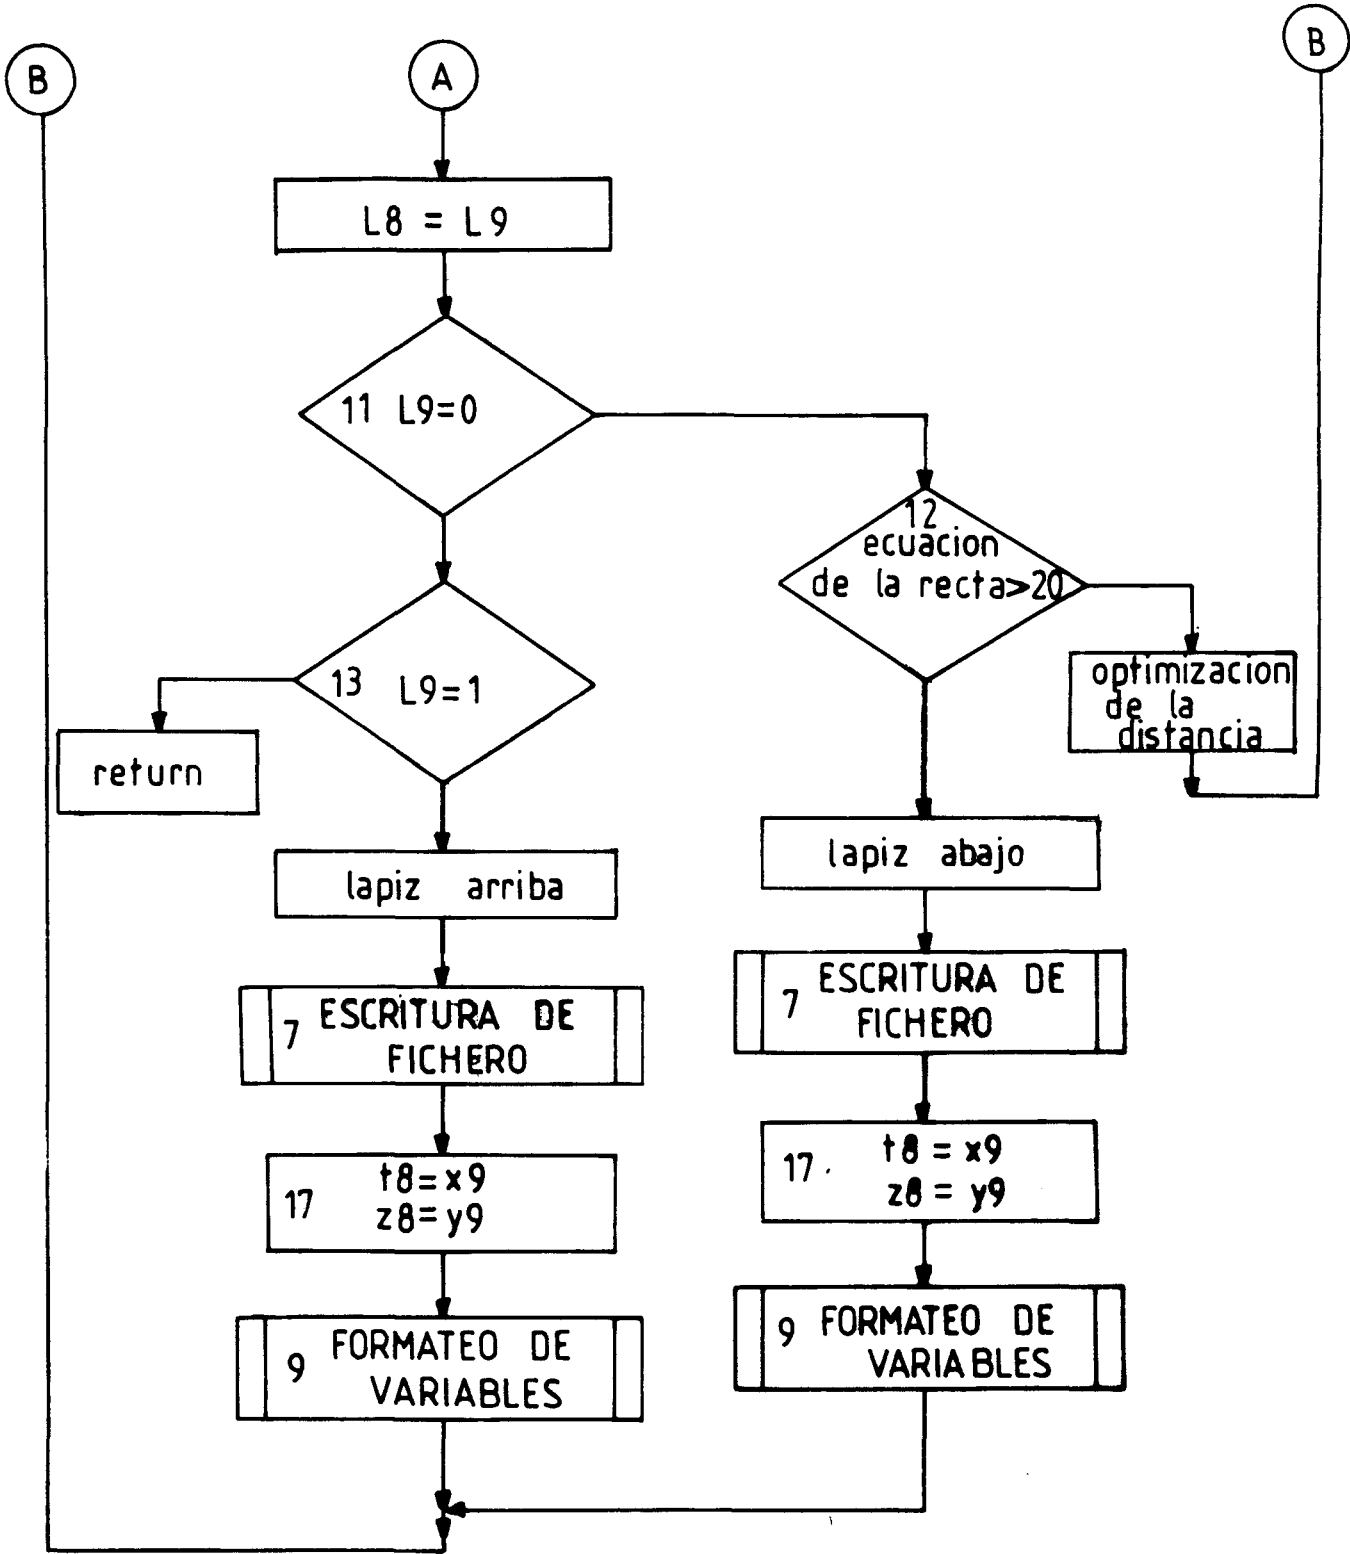 B
A
B
L8 = L9
11 L9=0
12
ecuacion
de la recta>20
13 L9=1
optimizacion
de la
distancia
return
lapiz abajo
lapiz arriba
7 ESCRITURA DE
FICHERO
7 ESCRITURA DE
FICHERO
17 t8 = x9
z8 = y9
17 t8=x9
z8=y9
9 FORMATEO DE
VARIABLES
9 FORMATEO DE
VARIABLES